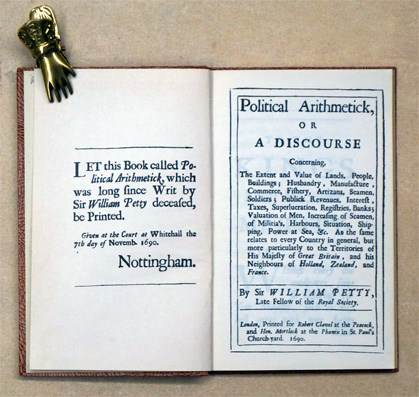 LET this Book called Po-
litical Arithmetick, which
was long since Writ by
Sir William Petty deceased,
be Printed.
Given at the Court at Whitehall the
7th day of Novemb. 1690.
Nottingham.
Political Arithmetick,
OR
A DISCOURSE
Concerning,
The Extent and Value of Lands, People,
Buildings; Husbandry, Manufacture,
Commerce, Fishery, Artizans, Seamen,
Soldiers; Publick Revenues, Interest,
Taxes, Superlucration, Registries, Banks;
Valuation of Men, Increasing of Seamen,
of Militia's, Harbours, Situation, Ship-
ping, Power at Sea, &c. As the same
relates to every Country in general, but
more particularly to the Territories of
His Majesty of Great Britain, and his
Neighbours of Holland, Zealand, and
France.
By Sir WILLIAM PETTY,
Late Fellow of the Royal Society.
London, Printed for Robert Clavel at the Peacock,
and Hen. Mortlock at the Phœnix in St. Paul's
Church-yard. 1690.